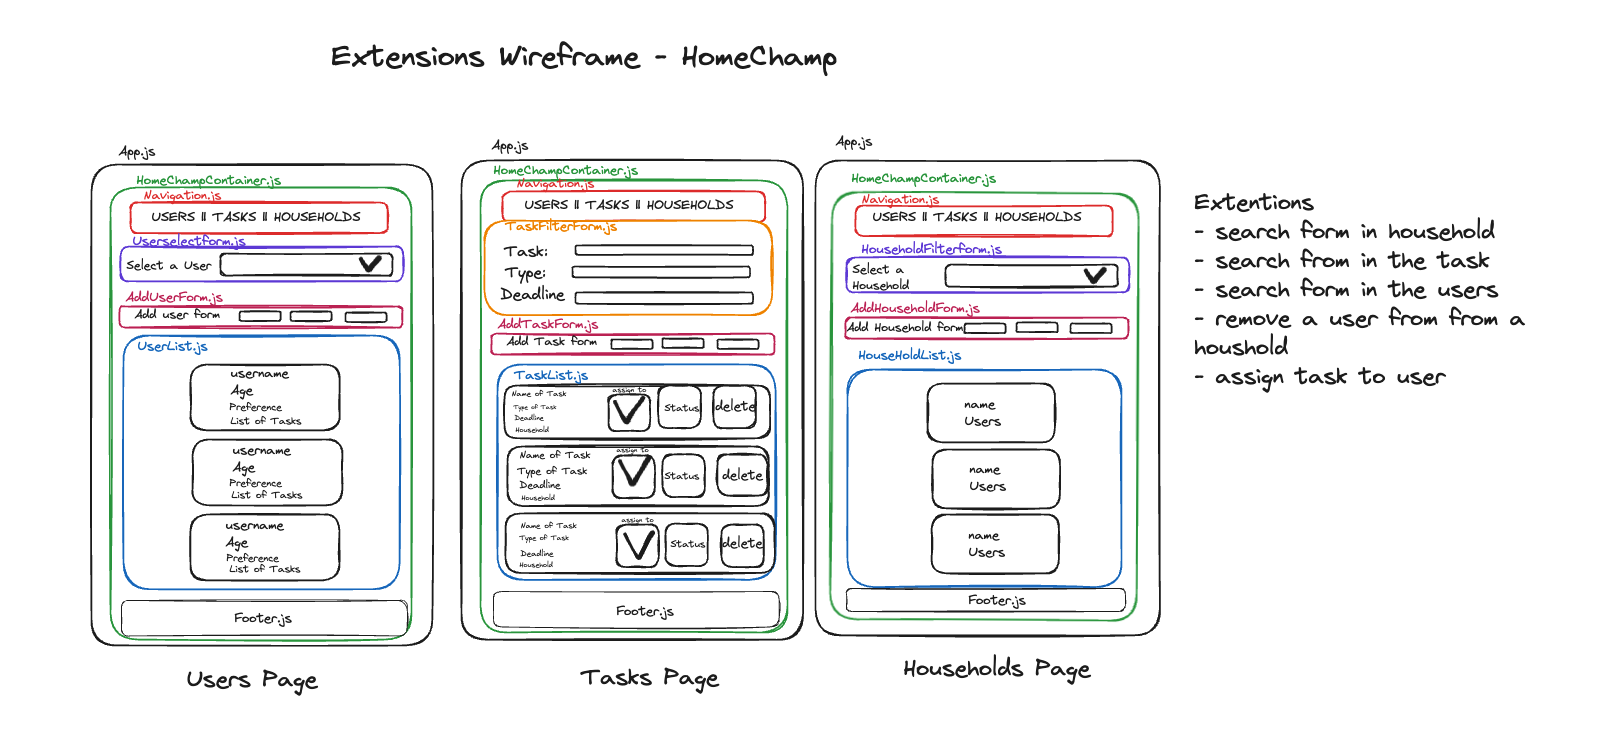 Extensions Wireframe - HomeChamp
App.js
HomeChampContainer.js
Navigation.js
USERS || TASKS || HOUSEHOLDS
Userselectform.js
Select a User
AddUserForm.js
Add user form
UserList.js
username
Age
Preference
List of Tasks
username
Age
Preference
List of Tasks
username
Age
Preference
List of Tasks
Footer.js
Users Page
App.js
HomeChampContainer.js
Navigation.js
USERS || TASKS || HOUSEHOLDS
TaskFilterForm.js
Task:
Type:
Deadline
AddTaskForm.js
Add Task form
TaskList.js
Name of Task
Type of Task
Deadline
Household
assign to
Status
delete
Name of Task
Type of Task
Deadline
Household
assign to
Status
delete
Name of Task
Type of Task
Deadline
Household
assign to
Status
delete
Footer.js
Tasks Page
App.js
HomeChampContainer.js
Navigation.js
USERS || TASKS || HOUSEHOLDS
HouseholdFilterform.js
Select a
Household
AddHouseholdForm.js
Add Household form
HouseHoldList.js
name
Users
name
Users
name
Users
Footer.js
Households Page
Extentions
- search form in household
- search from in the task
- search form in the users
- remove a user from from a
houshold
- assign task to user